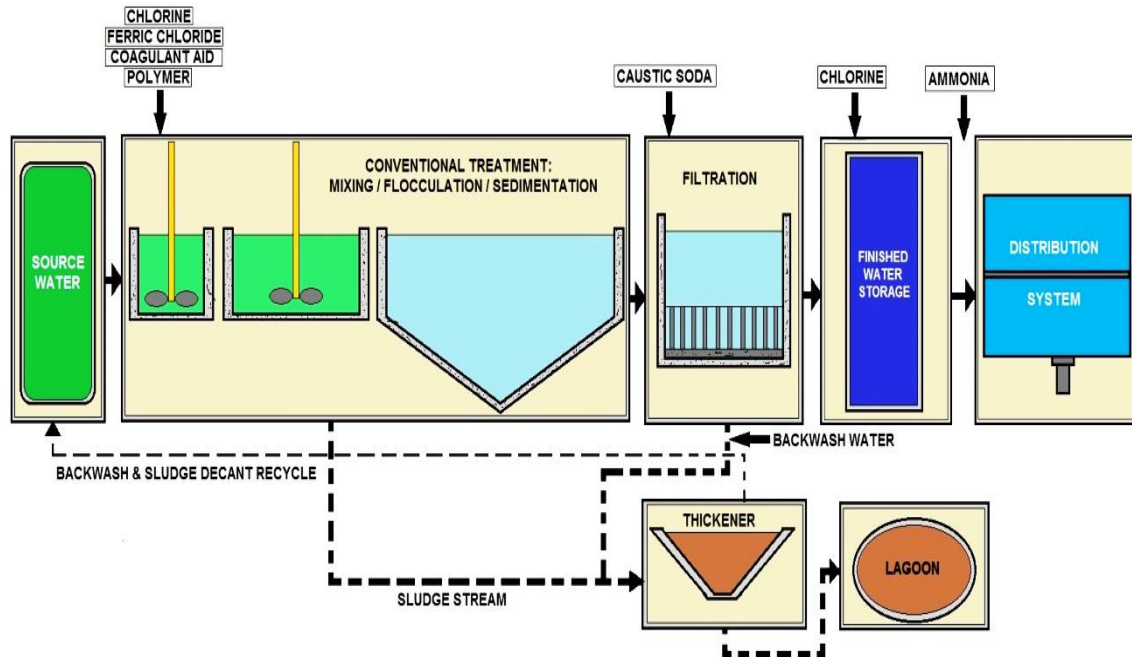 CHLORINE
FERRIC CHLORIDE
COAGULANT AID
POLYMER
CAUSTIC SODA
CHLORINE
AMMONIA
SOURCE
WATER
CONVENTIONAL TREATMENT:
MIXING / FLOCCULATION / SEDIMENTATION
FILTRATION
FINISHED
WATER
STORAGE
DISTRIBUTION
SYSTEM
BACKWASH WATER
BACKWASH & SLUDGE DECANT RECYCLE
THICKENER
LAGOON
SLUDGE STREAM